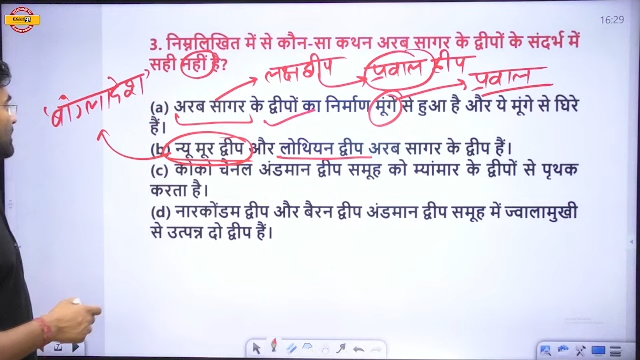 16:29
3. निम्नलिखित में से कौन-सा कथन अरब सागर के द्वीपों के संदर्भ में
सही नहीं है?
लक्षद्वीप
प्रवाल द्वीप
प्रवाल
'बांग्लादेश'
(a) अरब सागर के द्वीपों का निर्माण मूंगे से हुआ है और ये मूंगे से घिरे
हैं।
(b) न्यू मूर द्वीप और लोथियन द्वीप अरब सागर के द्वीप हैं।
(c) कोको चैनल अंडमान द्वीप समूह को म्यांमार के द्वीपों से पृथक
करता है।
(d) नारकोंडम द्वीप और बैरन द्वीप अंडमान द्वीप समूह में ज्वालामुखी
से उत्पन्न दो द्वीप हैं।